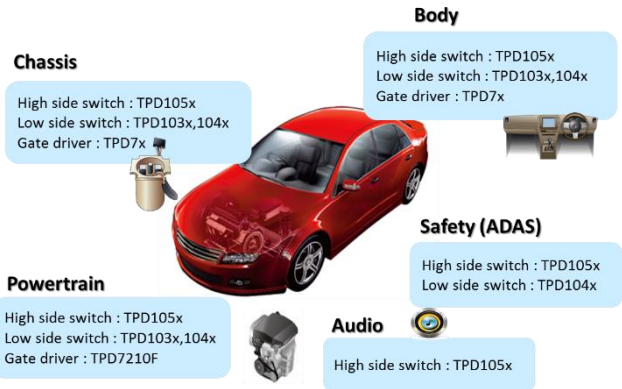 Body
High side switch : TPD105x
Low side switch : TPD103x,104x
Gate driver : TPD7x
Chassis
High side switch : TPD105x
Low side switch : TPD103x,104x
Gate driver : TPD7x
Safety (ADAS)
High side switch : TPD105x
Low side switch : TPD104x
Powertrain
High side switch : TPD105x
Low side switch : TPD103x,104x
Gate driver : TPD7210F
Audio
High side switch : TPD105x